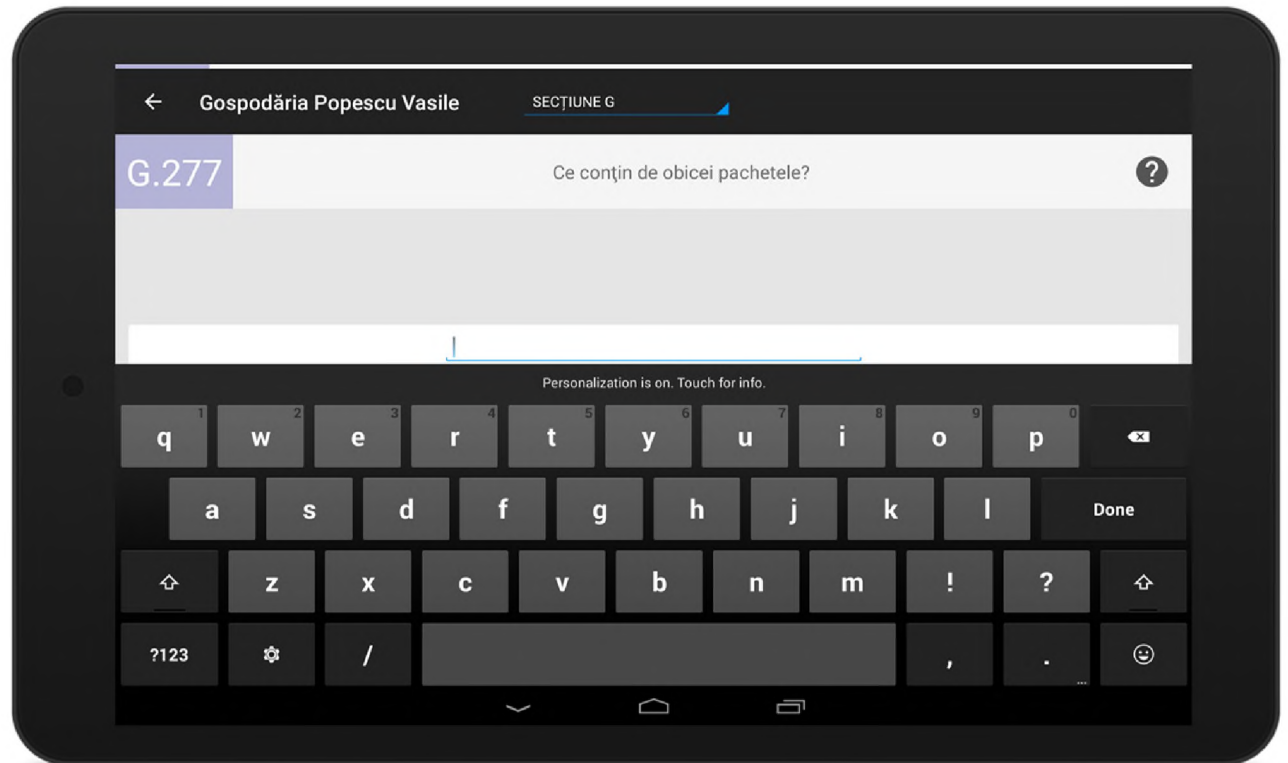 Gospodăria Popescu Vasile SECȚIUNE G
G.277 Ce conţin de obicei pachetele? ?
Personalization is on. Touch for info.
q 1 w 2 e 3 r 4 t 5 y 6 u 7 i 8 o 9 p 0
a s d f g h j k l Done
z x c v b n m ! ?
?123 / , . ...